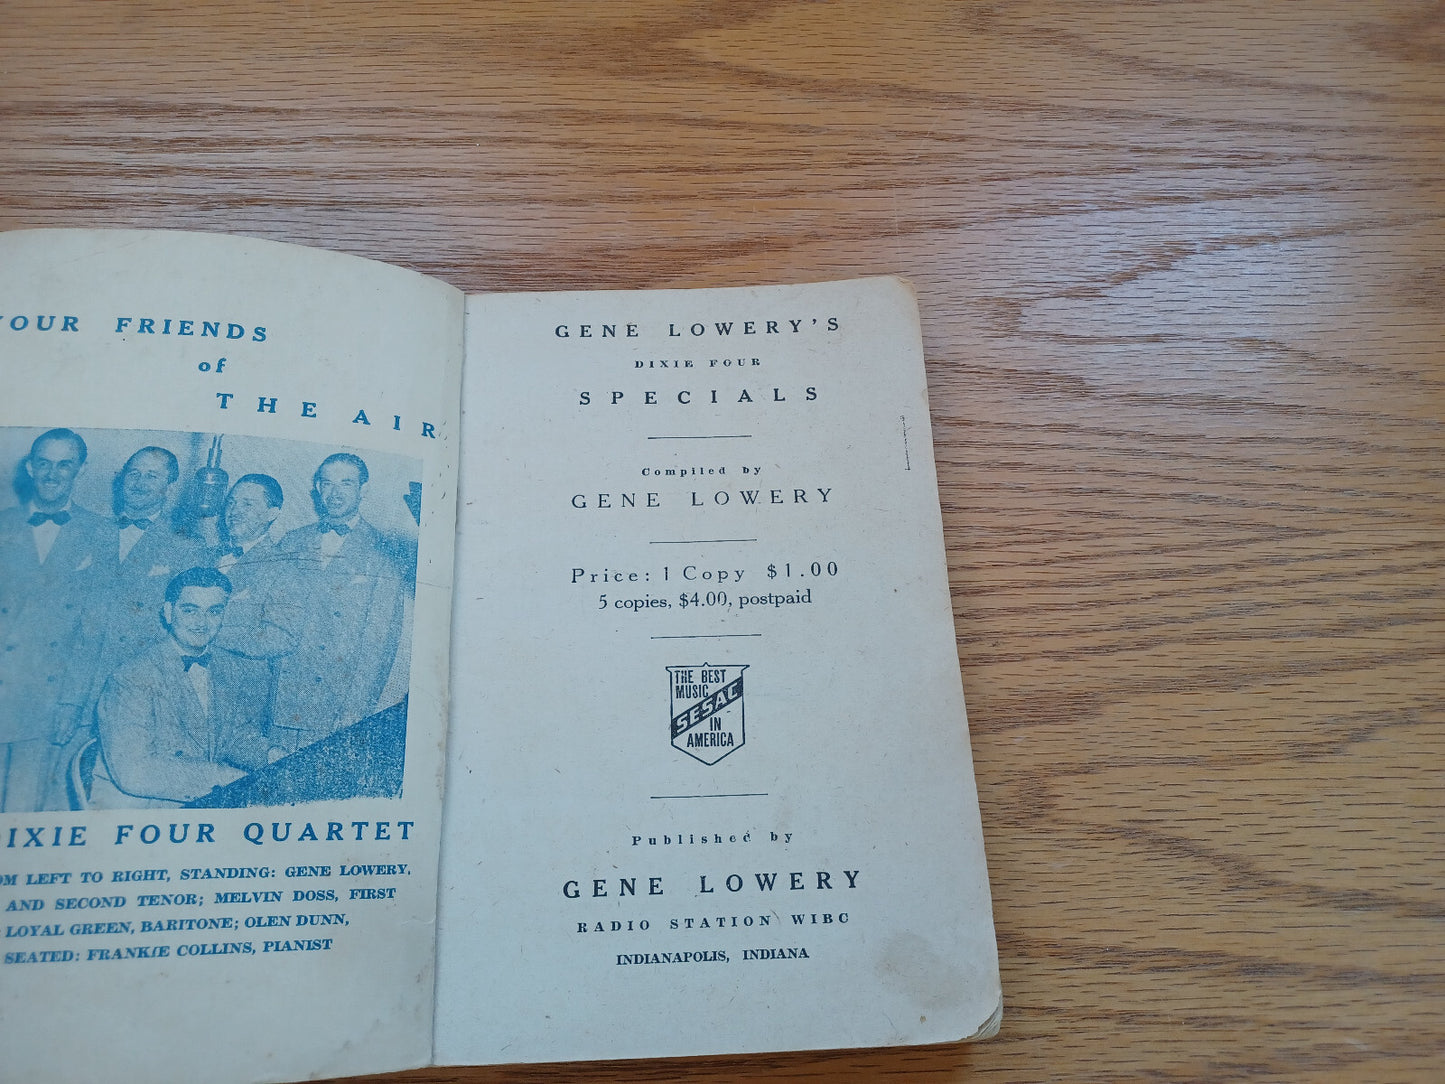 YOUR FRIENDS
of
THE AIR
DIXIE FOUR QUARTET
LEFT TO RIGHT, STANDING: GENE LOWERY,
AND SECOND TENOR; MELVIN DOSS, FIRST
LOYAL GREEN, BARITONE; OLEN DUNN,
SEATED: FRANKIE COLLINS, PIANIST
GENE LOWERY'S
DIXIE FOUR
SPECIALS
Compiled by
GENE LOWERY
Price: 1 Copy $1.00
5 copies, $4.00, postpaid
THE BEST
MUSIC
SESAC
IN
AMERICA
Published by
GENE LOWERY
RADIO STATION WIBC
INDIANAPOLIS, INDIANA